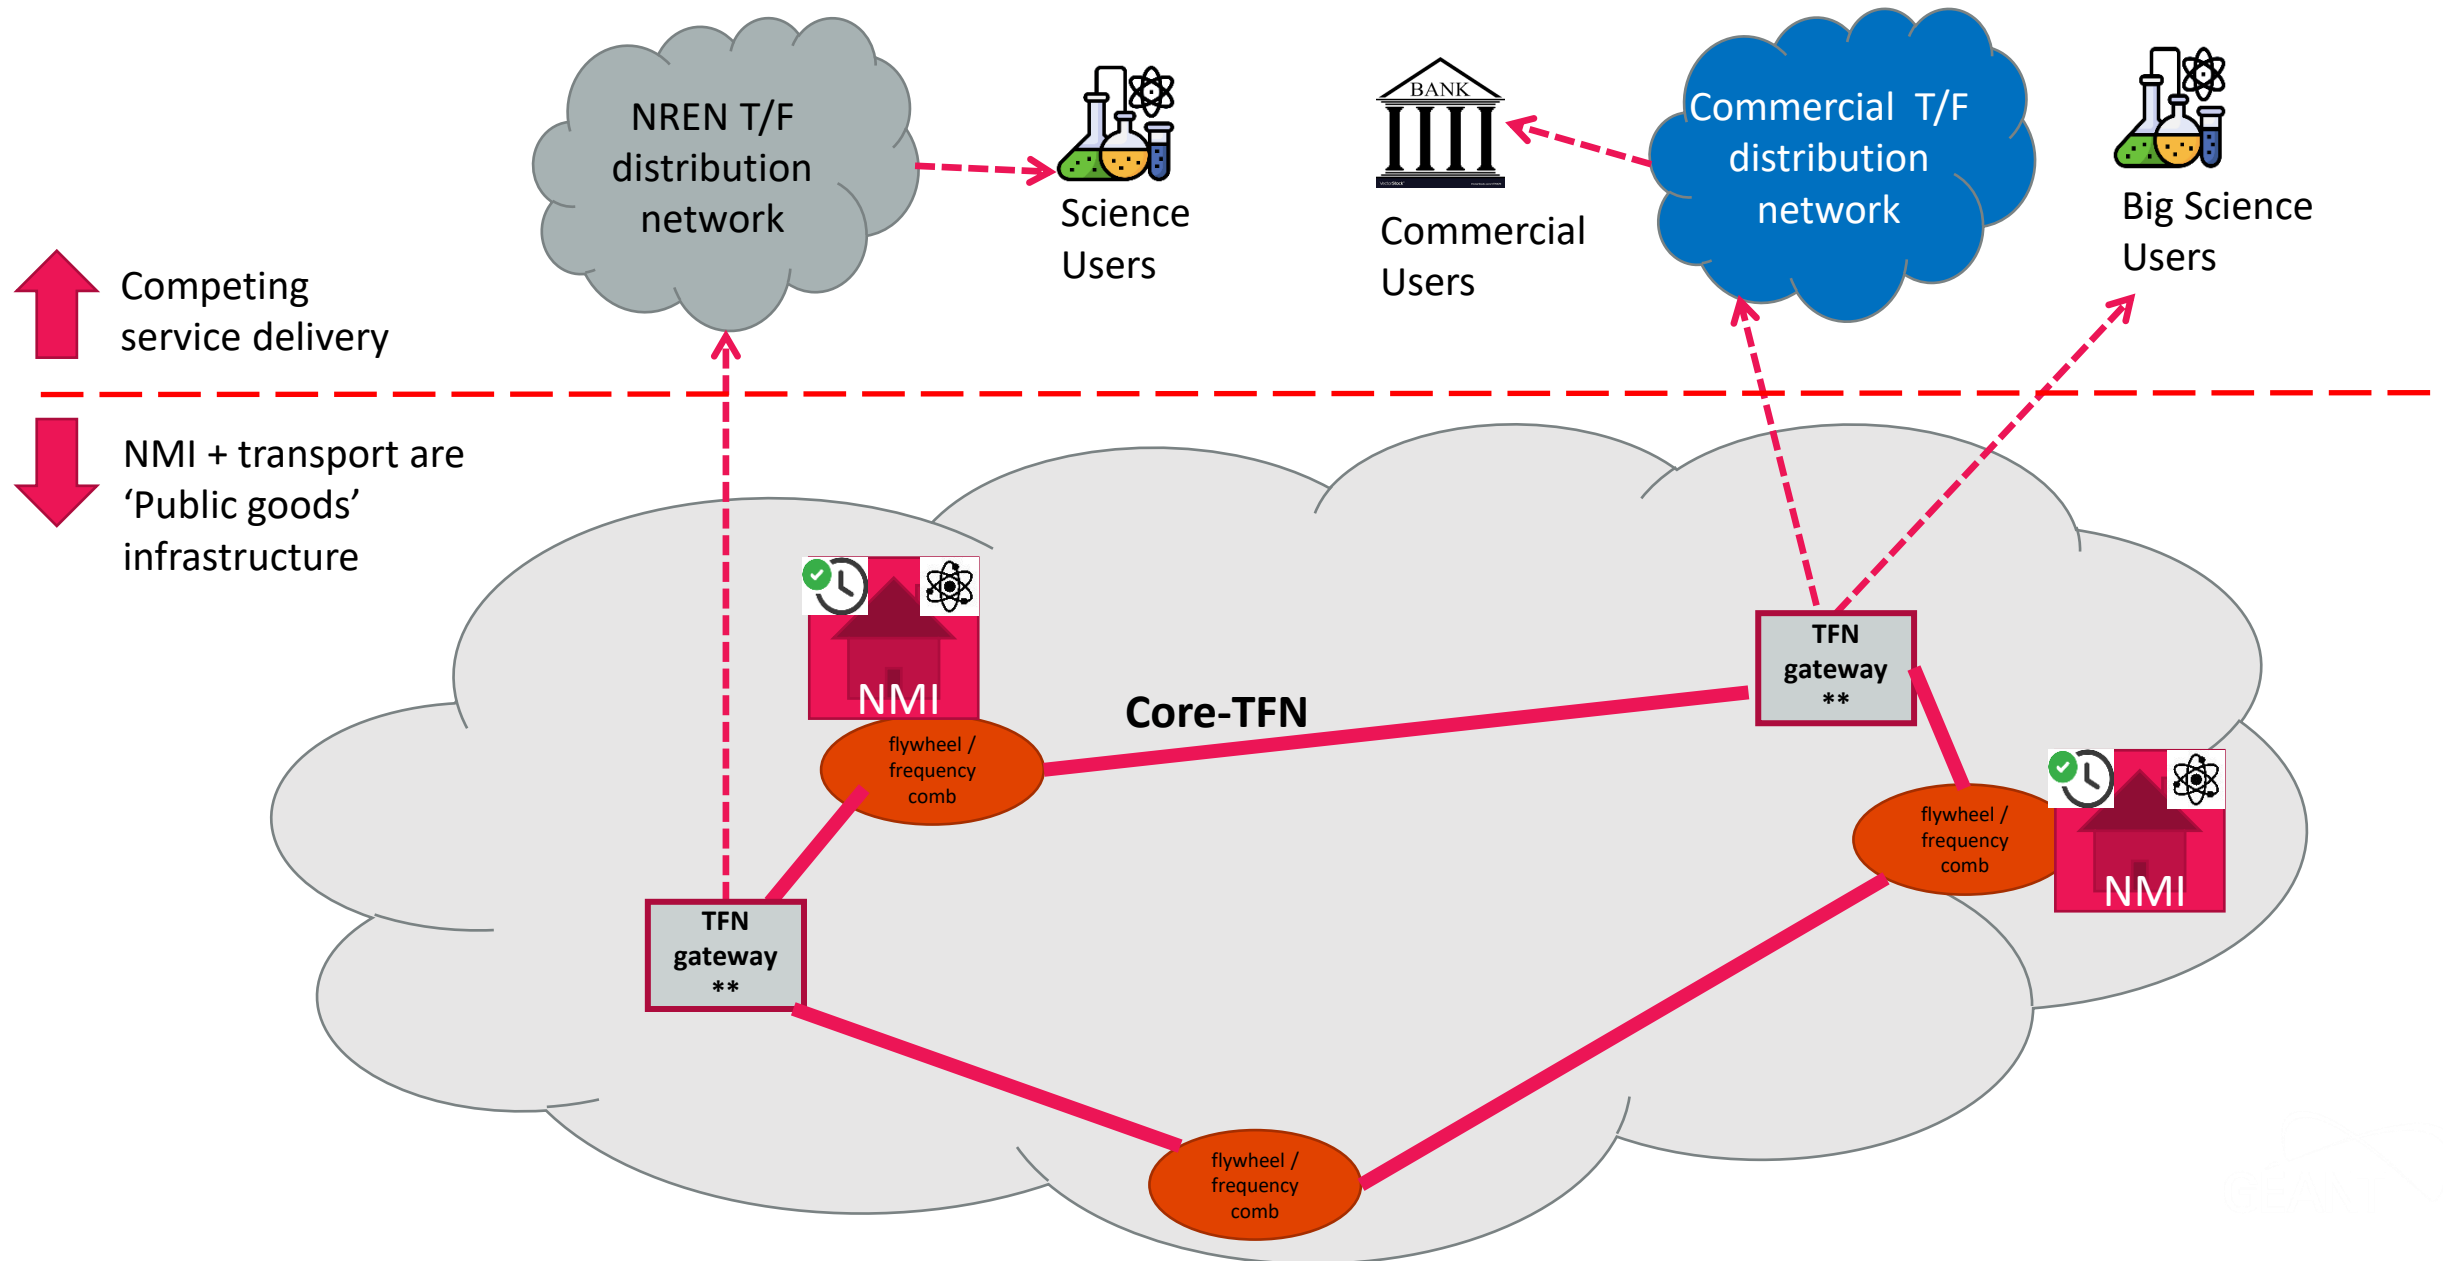 NREN T/F
distribution
network
Science
Users
BANK
Commercial
Users
Commercial T/F
distribution
network
Big Science
Users
Competing
service delivery
NMI + transport are
‘Public goods’
infrastructure
NMI
flywheel /
frequency
comb
Core-TFN
TFN
gateway
**
flywheel /
frequency
comb
NMI
TFN
gateway
**
flywheel /
frequency
comb